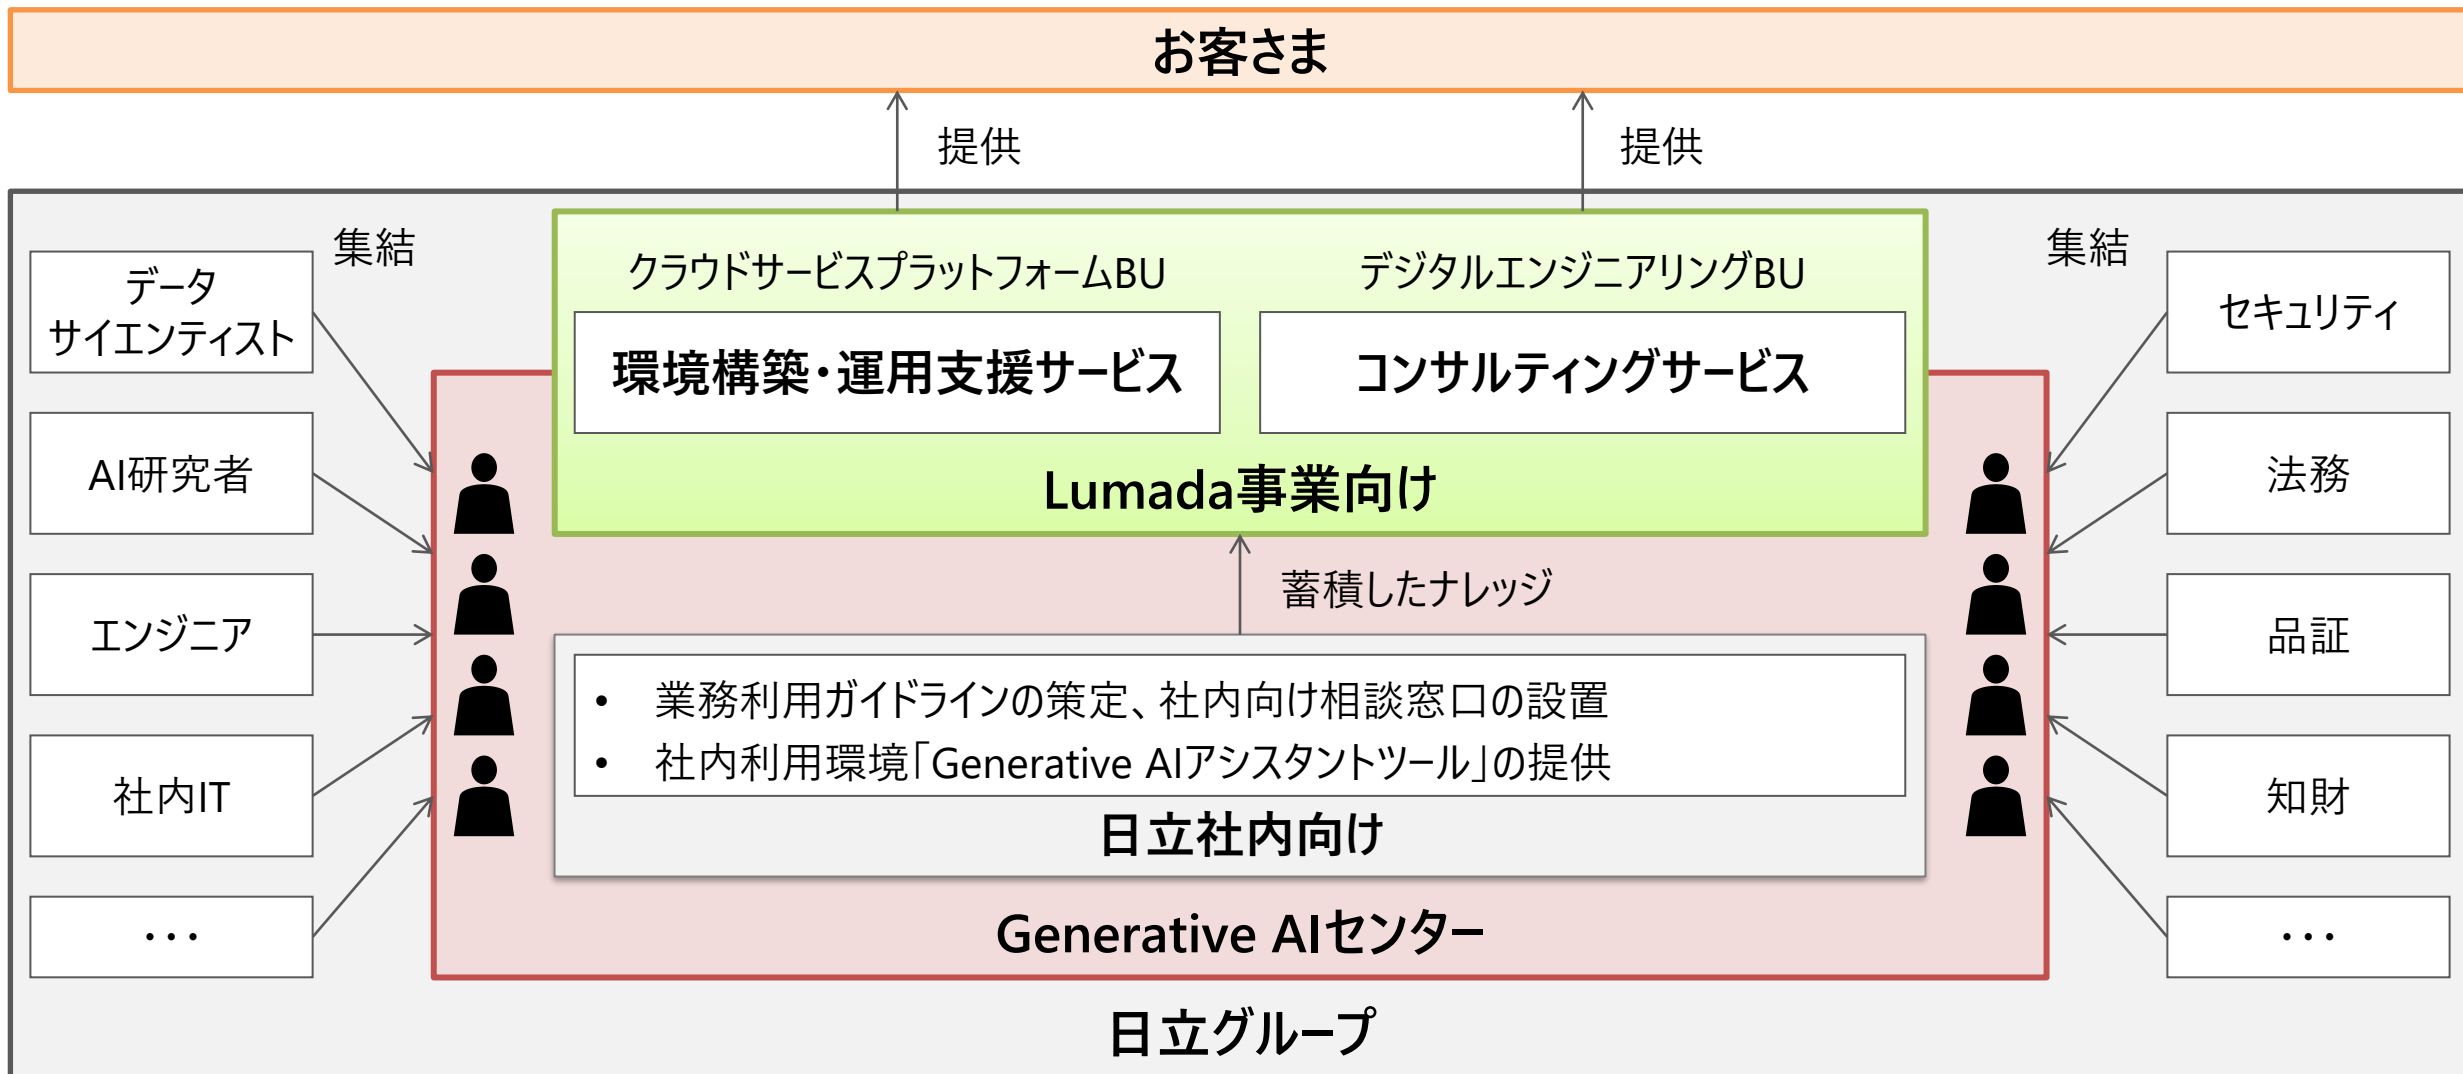 お客さま
提供
提供
集結
集結
データ
サイエンティスト
AI研究者
エンジニア
社内IT
・・・
クラウドサービスプラットフォームBU
デジタルエンジニアリングBU
環境構築・運用支援サービス
コンサルティングサービス
Lumada事業向け
蓄積したナレッジ
• 業務利用ガイドラインの策定、社内向け相談窓口の設置
• 社内利用環境「Generative AIアシスタントツール」の提供
日立社内向け
Generative AIセンター
セキュリティ
法務
品証
知財
・・・
日立グループ